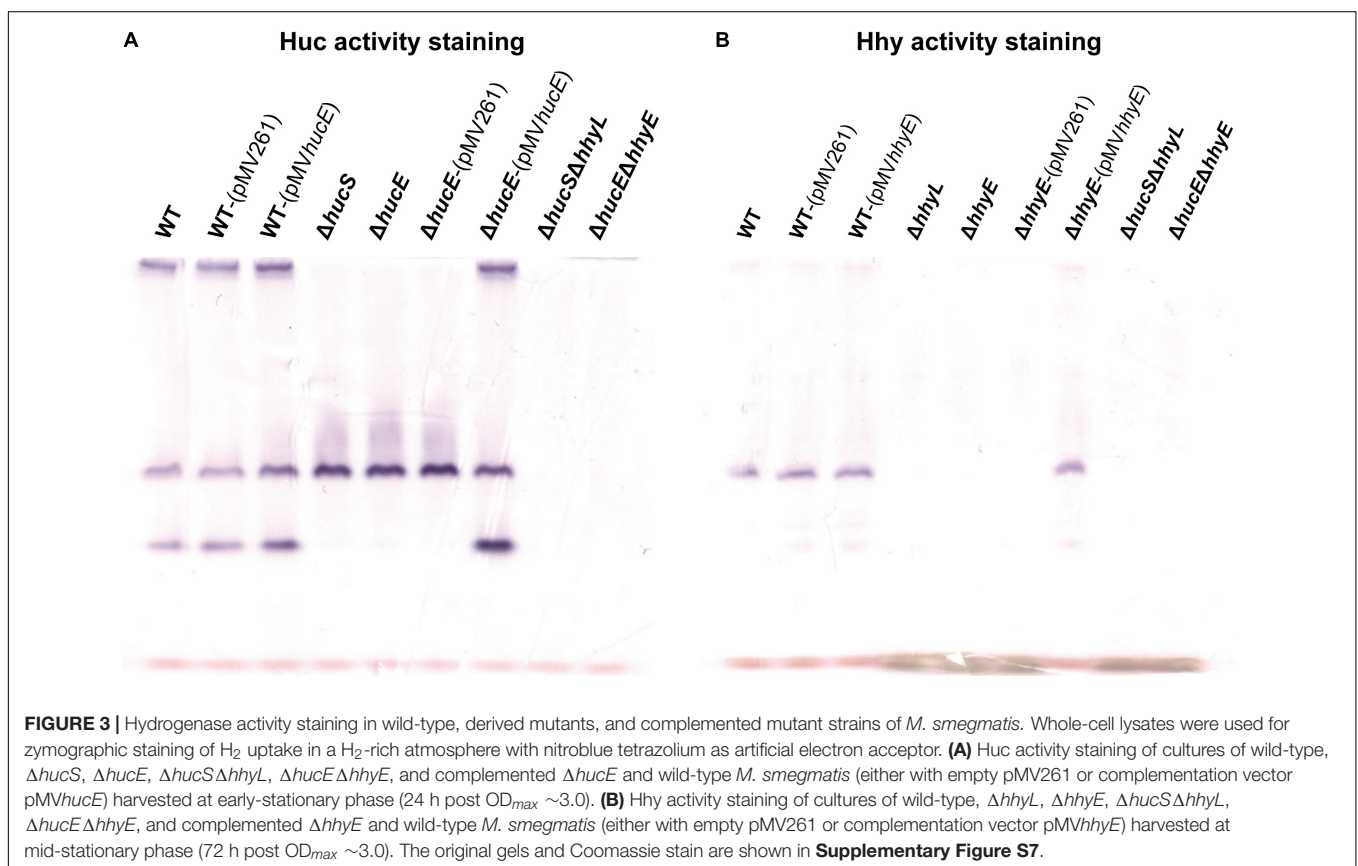 A Huc activity staining
WT
WT-(pMV261)
WT-(pMVhucE)
ΔhucS
ΔhucE
ΔhucE-(pMV261)
ΔhucE-(pMVhucE)
ΔhucSΔhhyL
ΔhucEΔhhyE
B Hhy activity staining
WT
WT-(pMV261)
WT-(pMVhhyE)
ΔhhyL
ΔhhyE
ΔhhyE-(pMV261)
ΔhhyE-(pMVhhyE)
ΔhucSΔhhyL
ΔhucEΔhhyE
FIGURE 3 | Hydrogenase activity staining in wild-type, derived mutants, and complemented mutant strains of M. smegmatis. Whole-cell lysates were used for
zymographic staining of H₂ uptake in a H₂-rich atmosphere with nitroblue tetrazolium as artificial electron acceptor. (A) Huc activity staining of cultures of wild-type,
ΔhucS, ΔhucE, ΔhucSΔhhyL, ΔhucEΔhhyE, and complemented ΔhucE and wild-type M. smegmatis (either with empty pMV261 or complementation vector
pMVhucE) harvested at early-stationary phase (24 h post ODmax ∼3.0). (B) Hhy activity staining of cultures of wild-type, ΔhhyL, ΔhhyE, ΔhucSΔhhyL,
ΔhucEΔhhyE, and complemented ΔhhyE and wild-type M. smegmatis (either with empty pMV261 or complementation vector pMVhhyE) harvested at
mid-stationary phase (72 h post ODmax ∼3.0). The original gels and Coomassie stain are shown in Supplementary Figure S7.